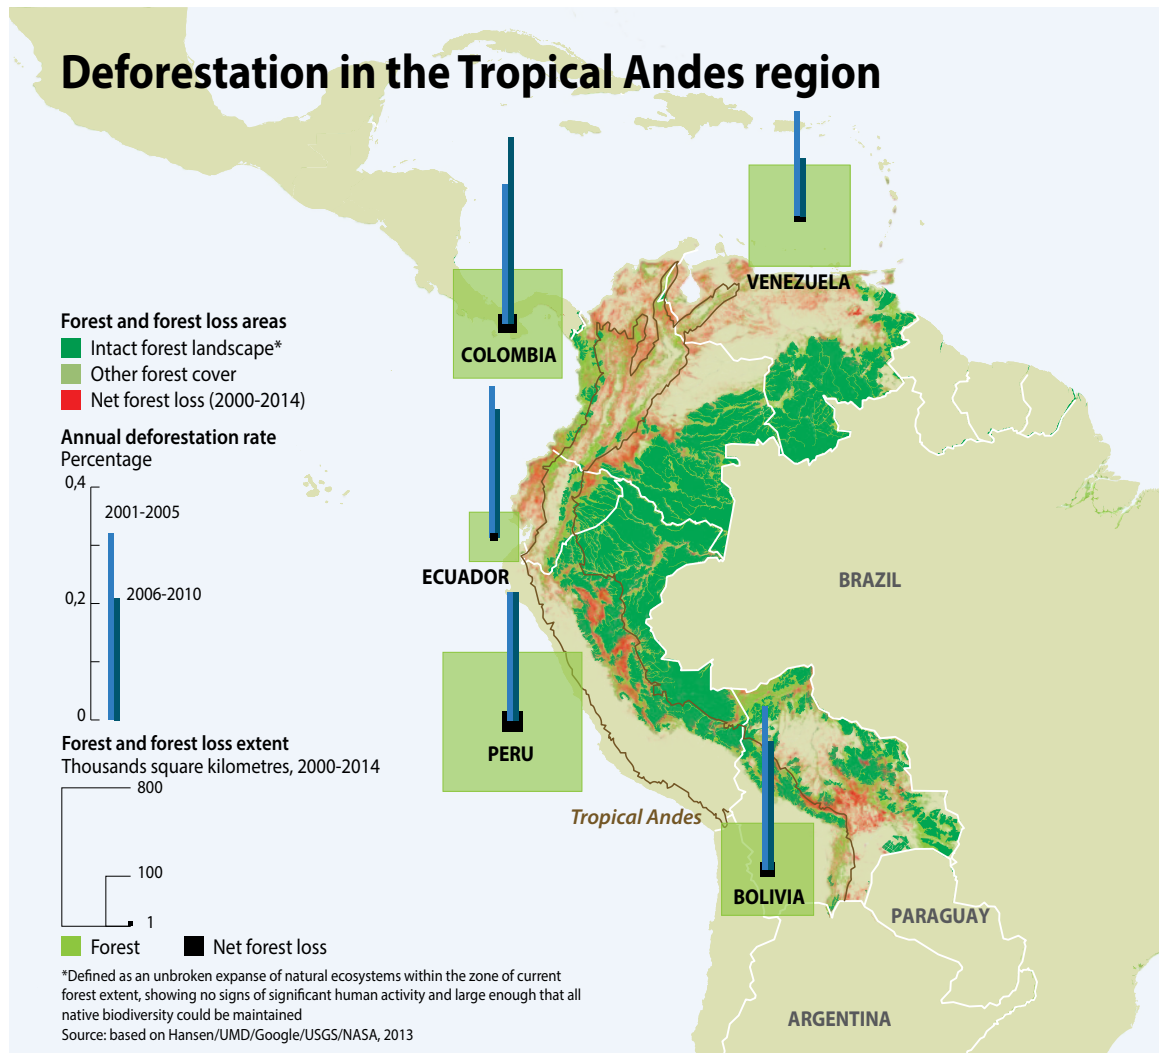 Deforestation in the Tropical Andes region
VENEZUELA
COLOMBIA
Forest and forest loss areas
Intact forest landscape*
Other forest cover
Net forest loss (2000-2014)
Annual deforestation rate
Percentage
0,4
2001-2005
2006-2010
0,2
0
ECUADOR
BRAZIL
PERU
Forest and forest loss extent
Thousands square kilometres, 2000-2014
800
100
1
Tropical Andes
BOLIVIA
PARAGUAY
Forest
Net forest loss
*Defined as an unbroken expanse of natural ecosystems within the zone of current
forest extent, showing no signs of significant human activity and large enough that all
native biodiversity could be maintained
Source: based on Hansen/UMD/Google/USGS/NASA, 2013
ARGENTINA